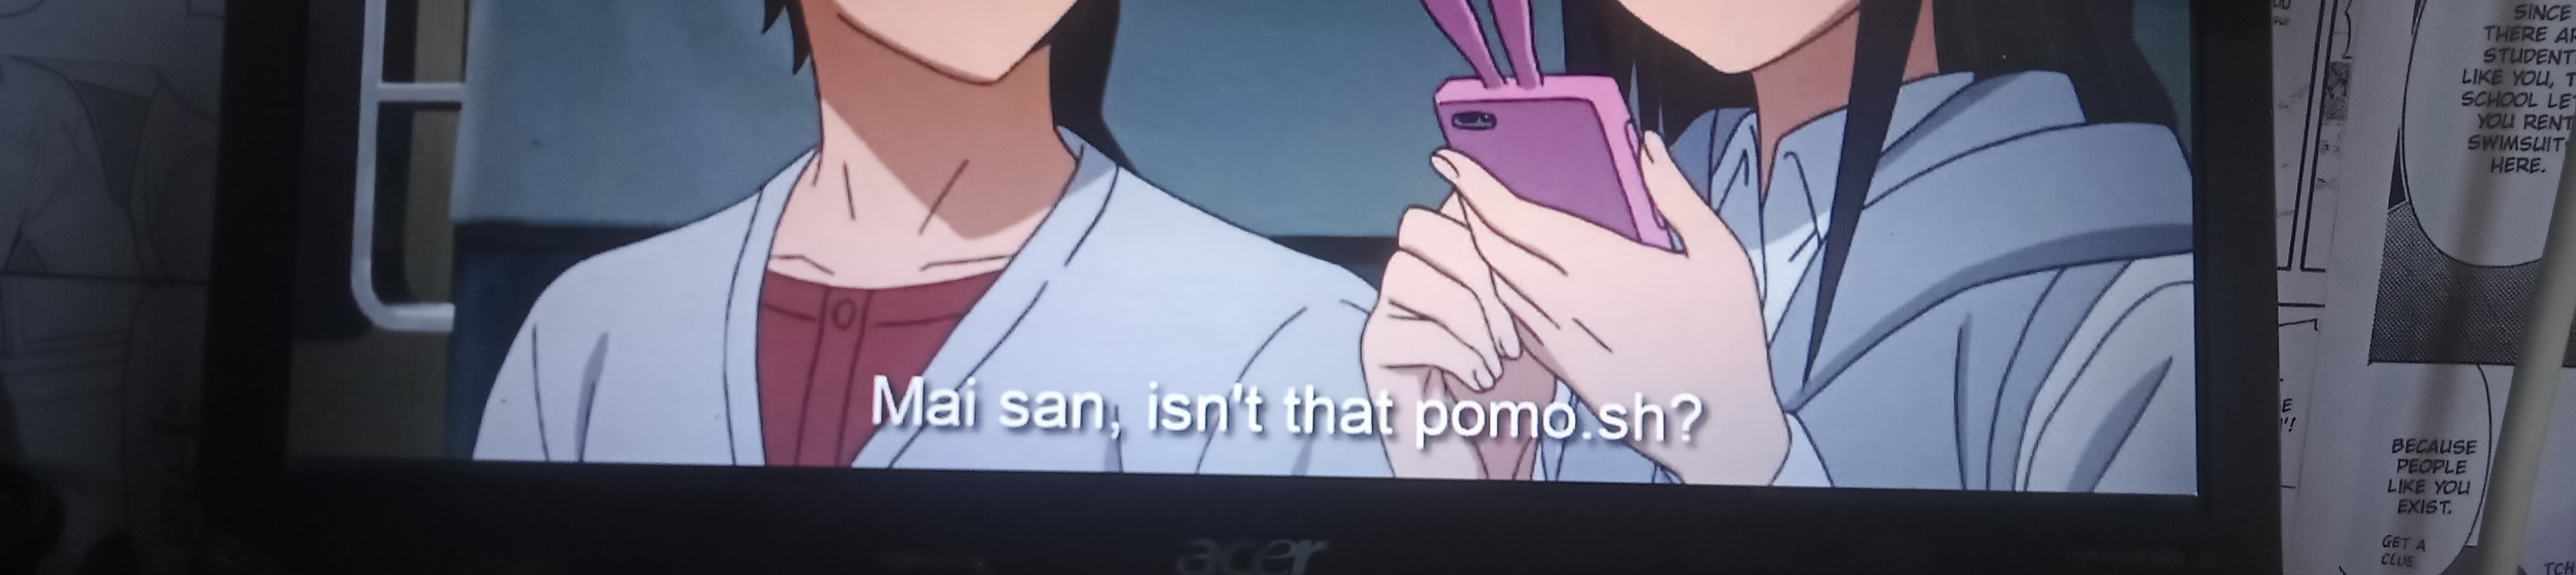 Mai san, isn't that pomo.sh?
acer
SINCE
THERE
STUDENT
LIKE YOU,
SCHOOL
YOU RENT
SWIMSUIT
HERE.
BECAUSE
PEOPLE
LIKE YOU
EXIST.
GET A
CLUE.